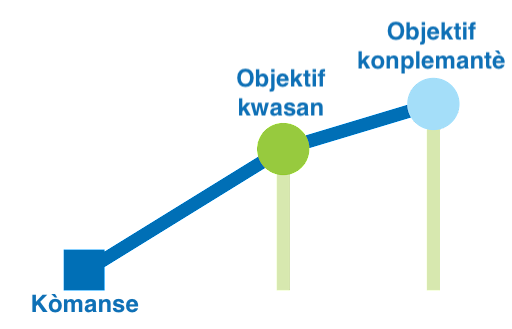 Objektif
konplemantè
Objektif
kwasan
Kòmanse